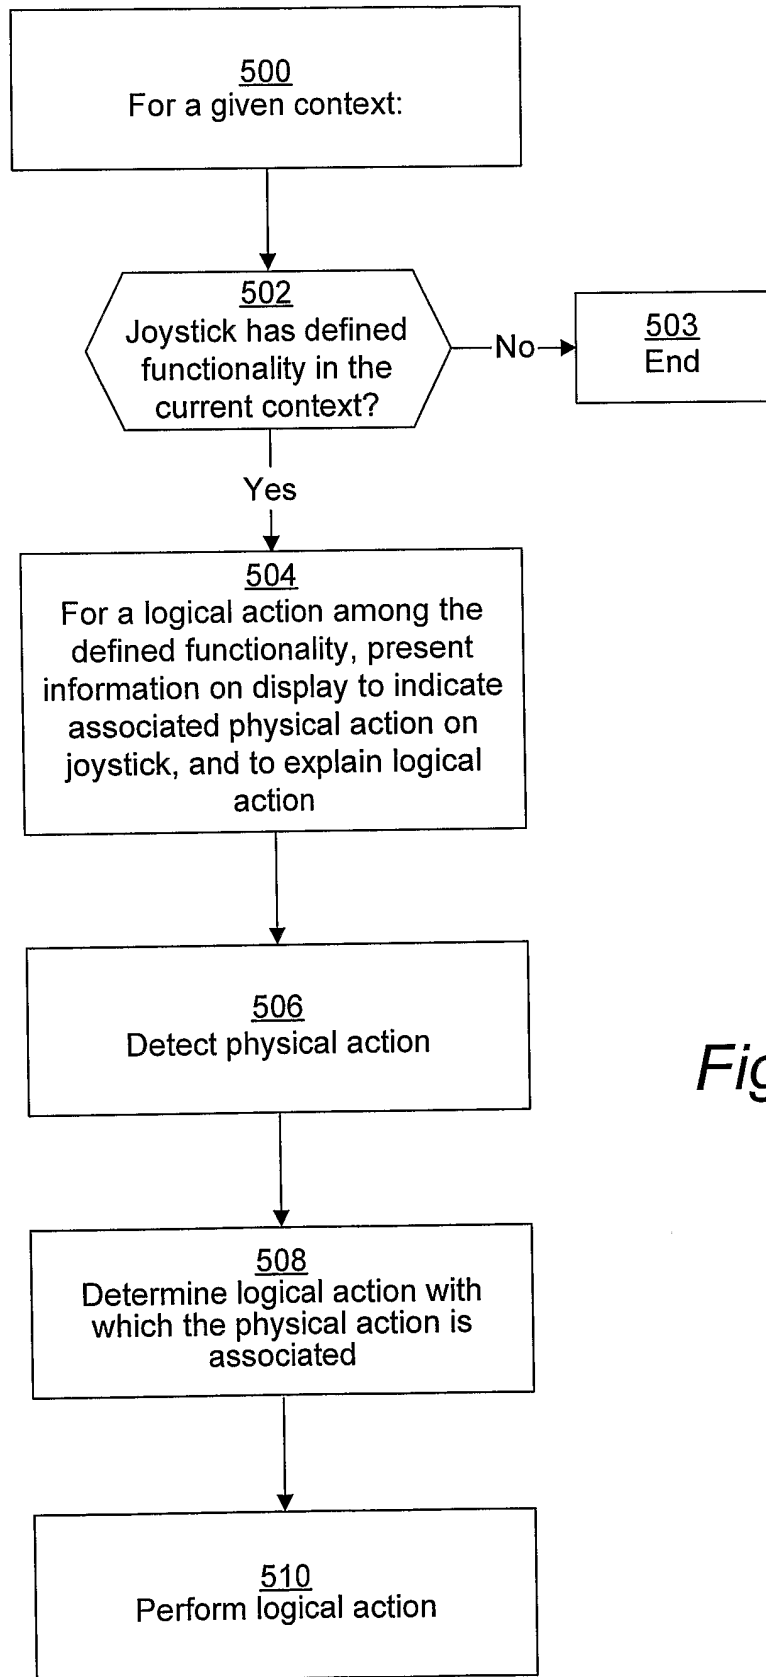 500
For a given context:
502
Joystick has defined
functionality in the
current context?
No
503
End
Yes
504
For a logical action among the
defined functionality, present
information on display to indicate
associated physical action on
joystick, and to explain logical
action
506
Detect physical action
Fig
508
Determine logical action with
which the physical action is
associated
510
Perform logical action